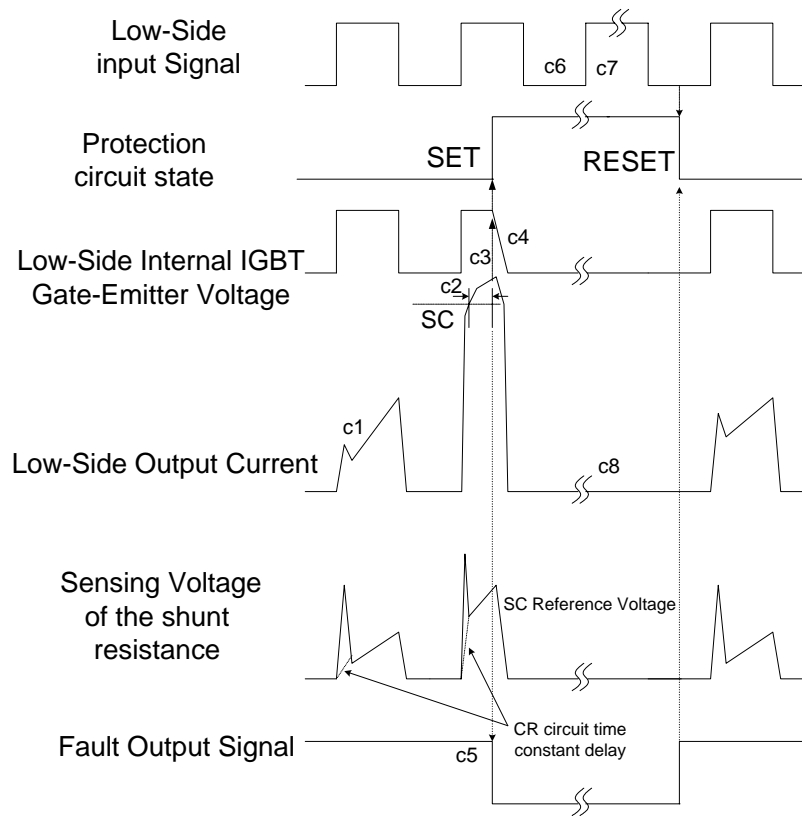 Low-Side
input Signal
c6
c7
Protection
circuit state
SET
RESET
Low-Side Internal IGBT
Gate-Emitter Voltage
c3
c4
c2
SC
c1
Low-Side Output Current
c8
Sensing Voltage
of the shunt
resistance
SC Reference Voltage
CR circuit time
constant delay
Fault Output Signal
c5